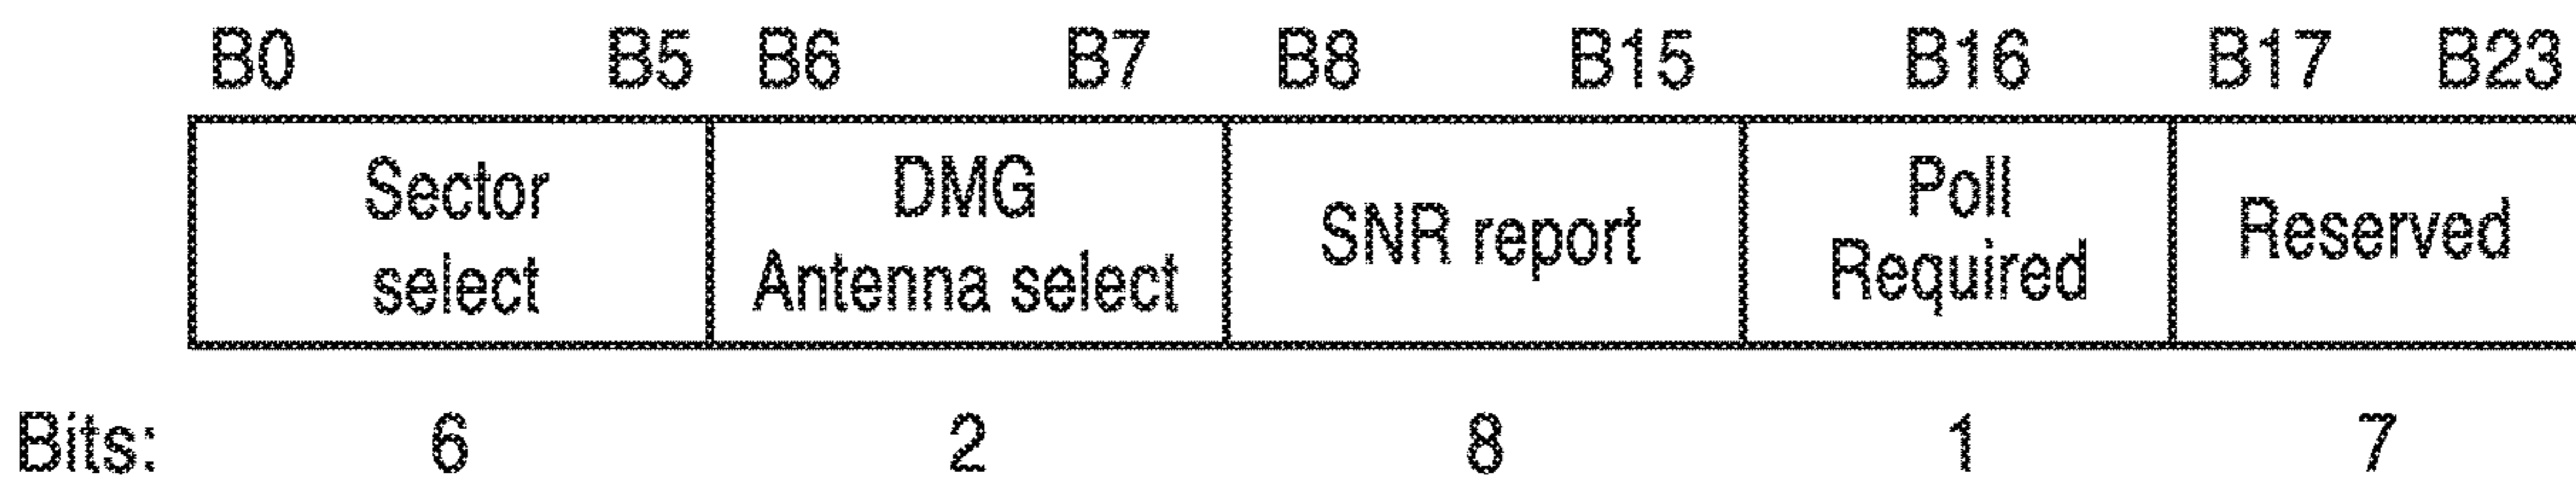 B0 B5 B6 B7 B8 B15 B16 B17 B23
Sector select
DMG Antenna select
SNR report
Poll Required
Reserved
Bits: 6 2 8 1 7